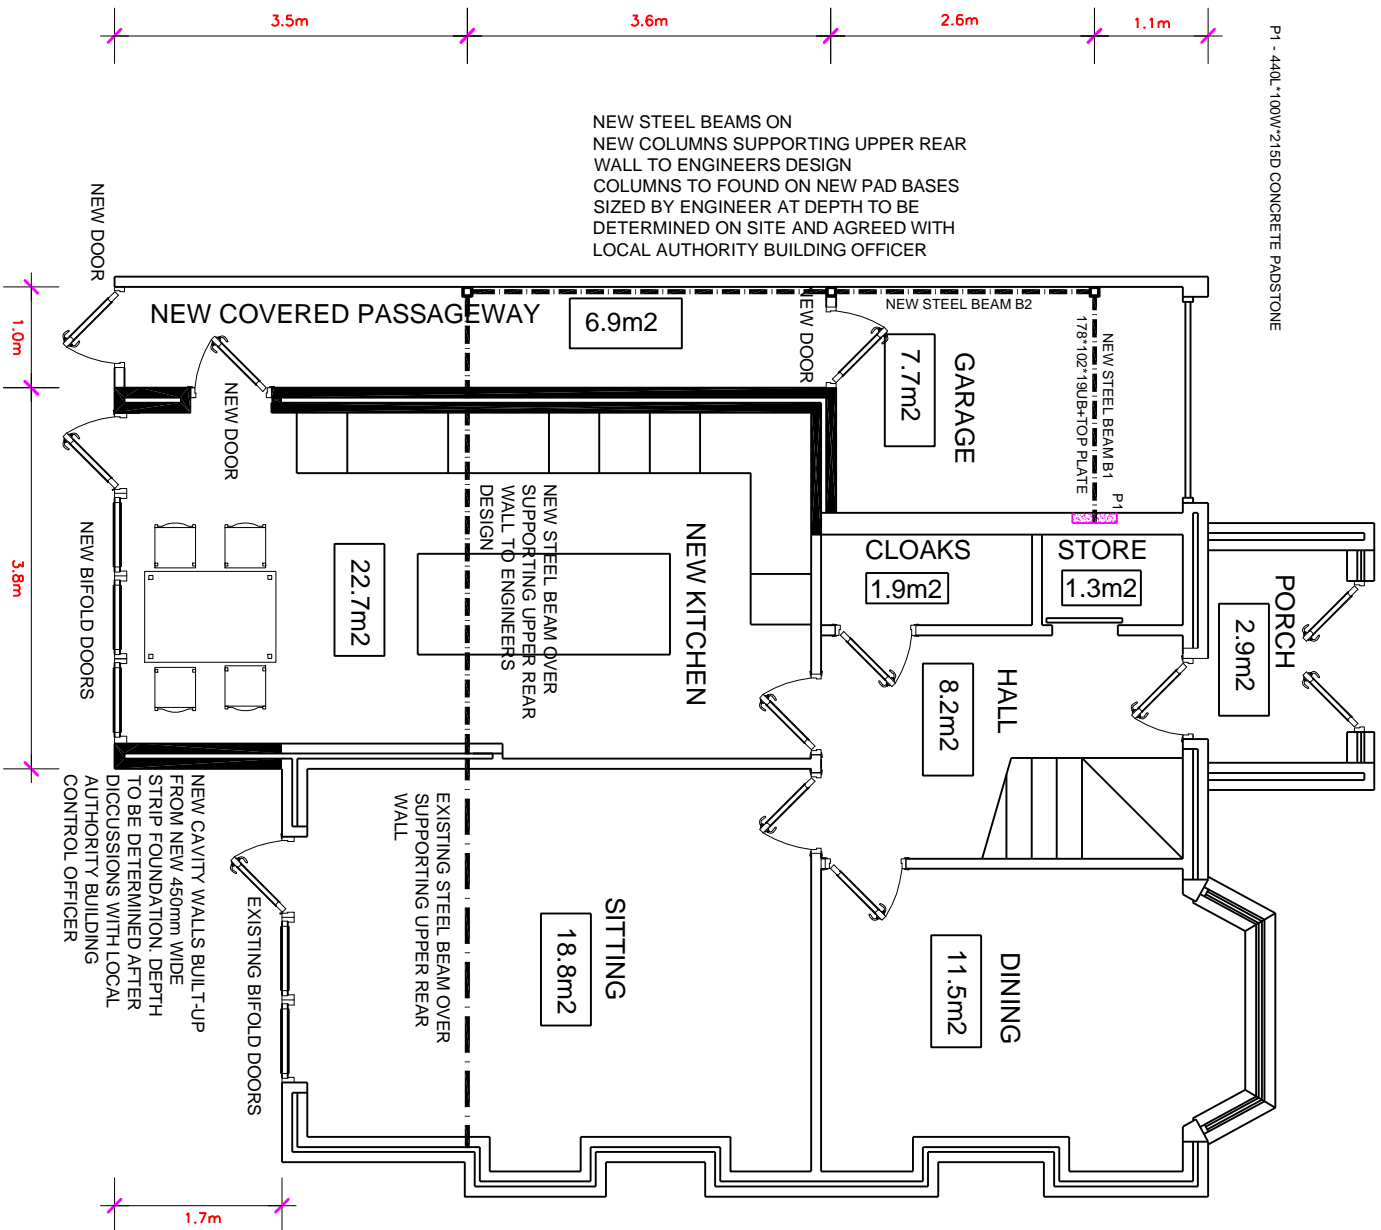 3.5m
3.6m
2.6m
1.1m
P1 - 440L*100W*215D CONCRETE PADSTONE
NEW STEEL BEAMS ON
NEW COLUMNS SUPPORTING UPPER REAR
WALL TO ENGINEERS DESIGN
COLUMNS TO FOUND ON NEW PAD BASES
SIZED BY ENGINEER AT DEPTH TO BE
DETERMINED ON SITE AND AGREED WITH
LOCAL AUTHORITY BUILDING OFFICER
NEW DOOR
1.0m
NEW COVERED PASSAGEWAY
6.9m2
NEW DOOR
NEW STEEL BEAM B2
7.7m2
GARAGE
NEW STEEL BEAM B1
178*102*19UB+TOP PLATE
P1
NEW DOOR
3.8m
NEW BIFOLD DOORS
22.7m2
NEW STEEL BEAM OVER
SUPPORTING UPPER REAR
WALL TO ENGINEERS
DESIGN
NEW KITCHEN
CLOAKS
1.9m2
STORE
1.3m2
PORCH
2.9m2
HALL
8.2m2
NEW CAVITY WALLS BUILT-UP
FROM NEW 450mm WIDE
STRIP FOUNDATION. DEPTH
TO BE DETERMINED AFTER
DICCUSSIONS WITH LOCAL
AUTHORITY BUILDING
CONTROL OFFICER
EXISTING BIFOLD DOORS
EXISTING STEEL BEAM OVER
SUPPORTING UPPER REAR
WALL
SITTING
18.8m2
DINING
11.5m2
1.7m